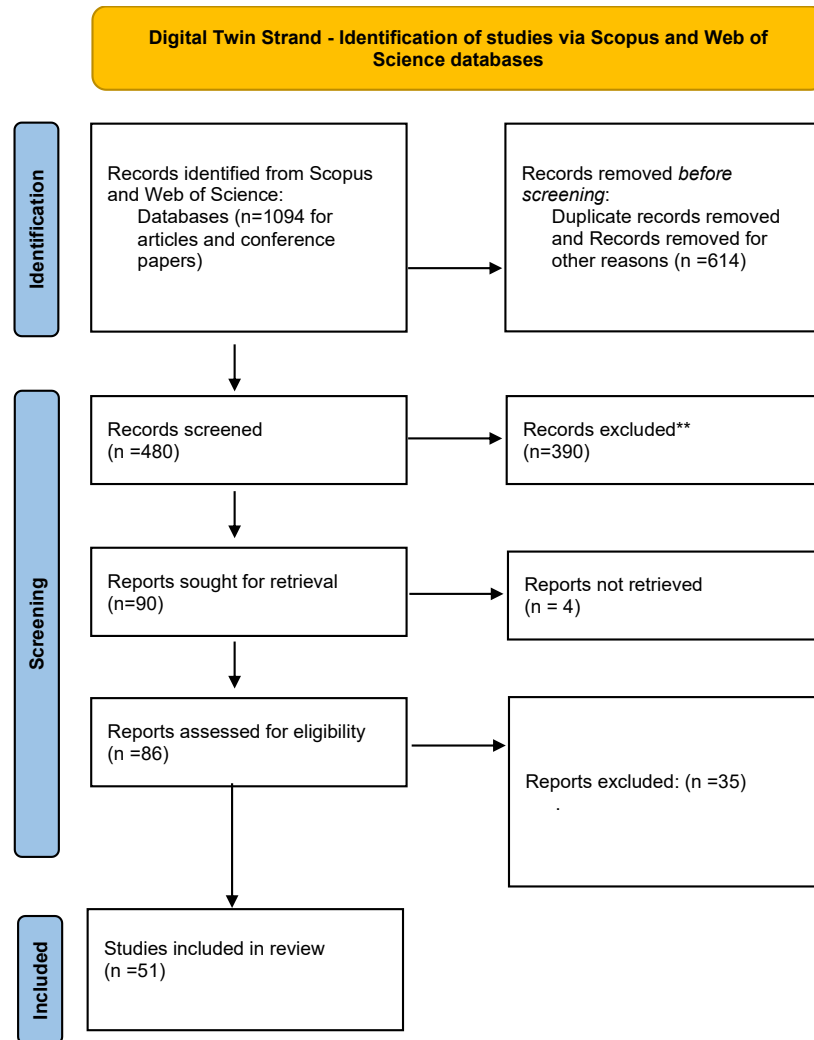 Digital Twin Strand - Identification of studies via Scopus and Web of
Science databases
Identification
Records identified from Scopus
and Web of Science:
Databases (n=1094 for
articles and conference
papers)
Records removed before
screening:
Duplicate records removed
and Records removed for
other reasons (n =614)
Screening
Records screened
(n =480)
Records excluded**
(n=390)
Reports sought for retrieval
(n=90)
Reports not retrieved
(n = 4)
Reports assessed for eligibility
(n =86)
Reports excluded: (n =35)
.
Included
Studies included in review
(n =51)